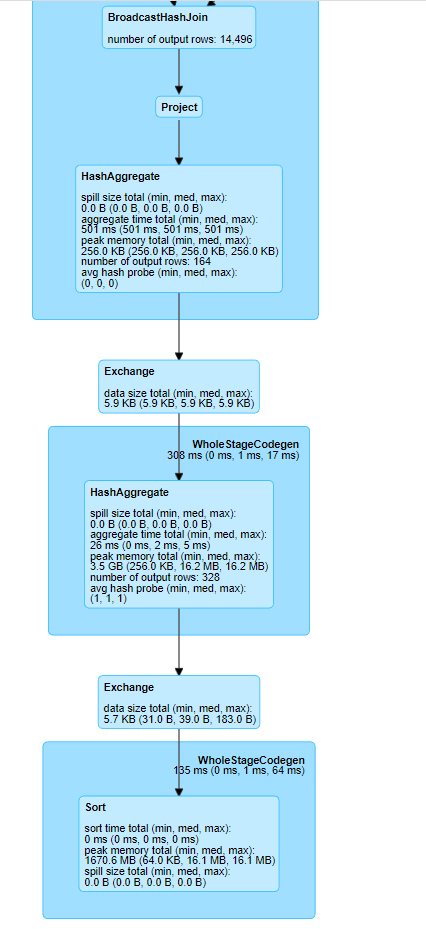 BroadcastHashJoin
number of output rows: 14,496
Project
HashAggregate
spill size total (min, med, max):
0.0 B (0.0 B, 0.0 B, 0.0 B)
aggregate time total (min, med, max):
501 ms (501 ms, 501 ms, 501 ms)
peak memory total (min, med, max):
256.0 KB (256.0 KB, 256.0 KB, 256.0 KB)
number of output rows: 164
avg hash probe (min, med, max):
(0, 0, 0)
Exchange
data size total (min, med, max):
5.9 KB (5.9 KB, 5.9 KB, 5.9 KB)
WholeStageCodegen
308 ms (0 ms, 1 ms, 17 ms)
HashAggregate
spill size total (min, med, max):
0.0 B (0.0 B, 0.0 B, 0.0 B)
aggregate time total (min, med, max):
26 ms (0 ms, 2 ms, 5 ms)
peak memory total (min, med, max):
3.5 GB (256.0 KB, 16.2 MB, 16.2 MB)
number of output rows: 328
avg hash probe (min, med, max):
(1, 1, 1)
Exchange
data size total (min, med, max):
5.7 KB (31.0 B, 39.0 B, 183.0 B)
WholeStageCodegen
135 ms (0 ms, 1 ms, 64 ms)
Sort
sort time total (min, med, max):
0 ms (0 ms, 0 ms, 0 ms)
peak memory total (min, med, max):
1670.6 MB (64.0 KB, 16.1 MB, 16.1 MB)
spill size total (min, med, max):
0.0 B (0.0 B, 0.0 B, 0.0 B)